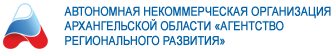 АВТОНОМНАЯ НЕКОММЕРЧЕСКАЯ ОРГАНИЗАЦИЯ
АРХАНГЕЛЬСКОЙ ОБЛАСТИ «АГЕНТСТВО
РЕГИОНАЛЬНОГО РАЗВИТИЯ»